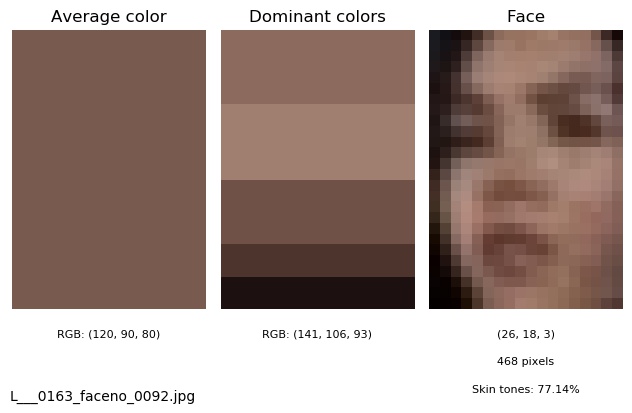 Average color
Dominant colors
Face
RGB: (120, 90, 80)
RGB: (141, 106, 93)
(26, 18, 3)
468 pixels
Skin tones: 77.14%
L___0163_faceno_0092.jpg